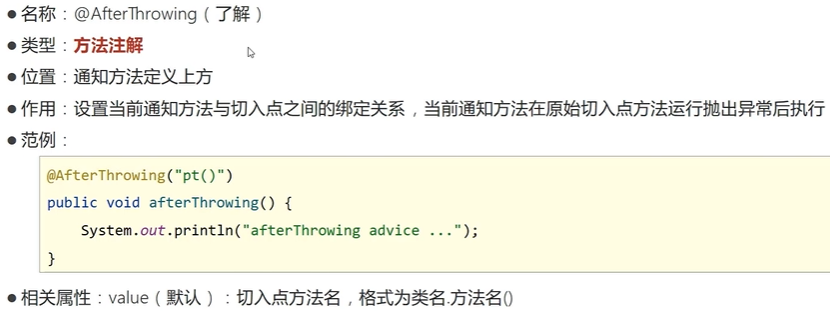 ● 名称：@AfterThrowing（了解）
● 类型：方法注解
● 位置：通知方法定义上方
● 作用：设置当前通知方法与切入点之间的绑定关系，当前通知方法在原始切入点方法运行抛出异常后执行
● 范例：
@AfterThrowing("pt()")
public void afterThrowing() {
    System.out.println("afterThrowing advice ...");
}
● 相关属性：value（默认）：切入点方法名，格式为类名.方法名()